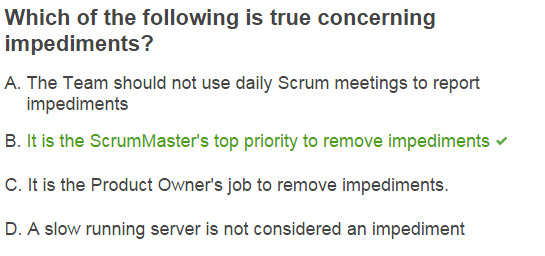 Which of the following is true concerning
impediments?
A. The Team should not use daily Scrum meetings to report
impediments
B. It is the ScrumMaster's top priority to remove impediments ✔
C. It is the Product Owner's job to remove impediments.
D. A slow running server is not considered an impediment